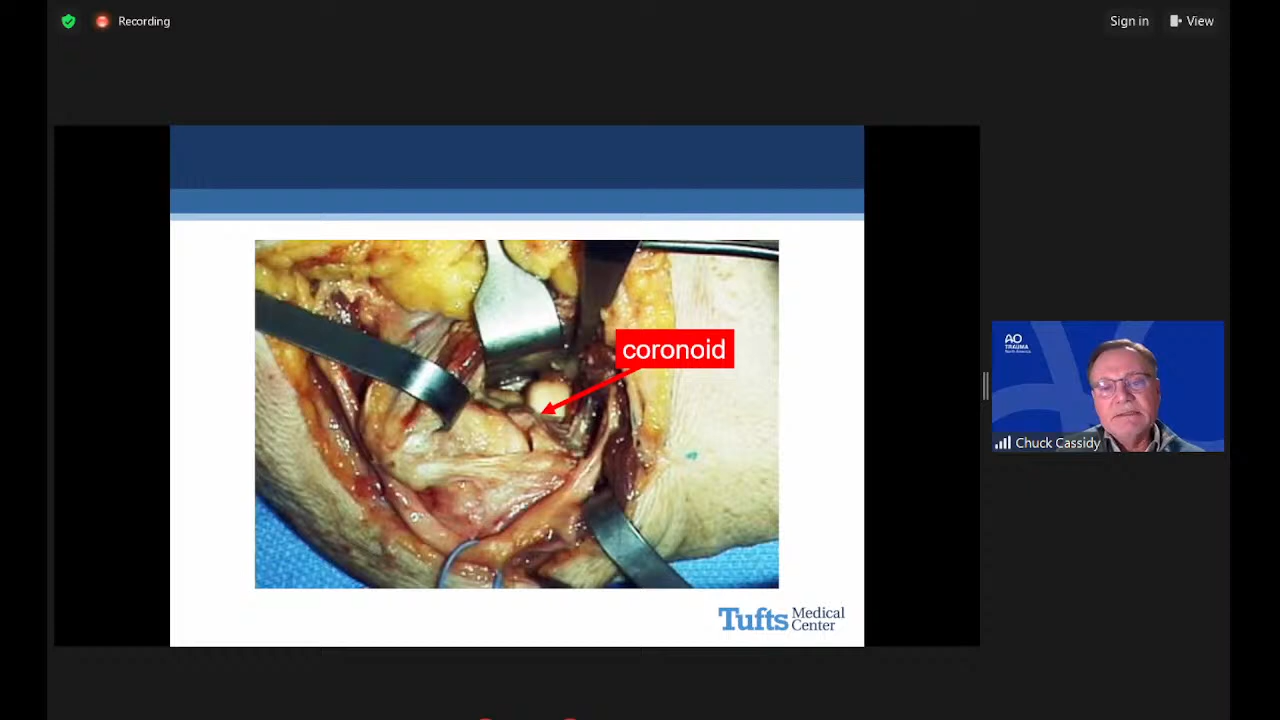 Recording
Sign in
View
coronoid
AO
TRAUMA
North America
Chuck Cassidy
Tufts
Medical
Center